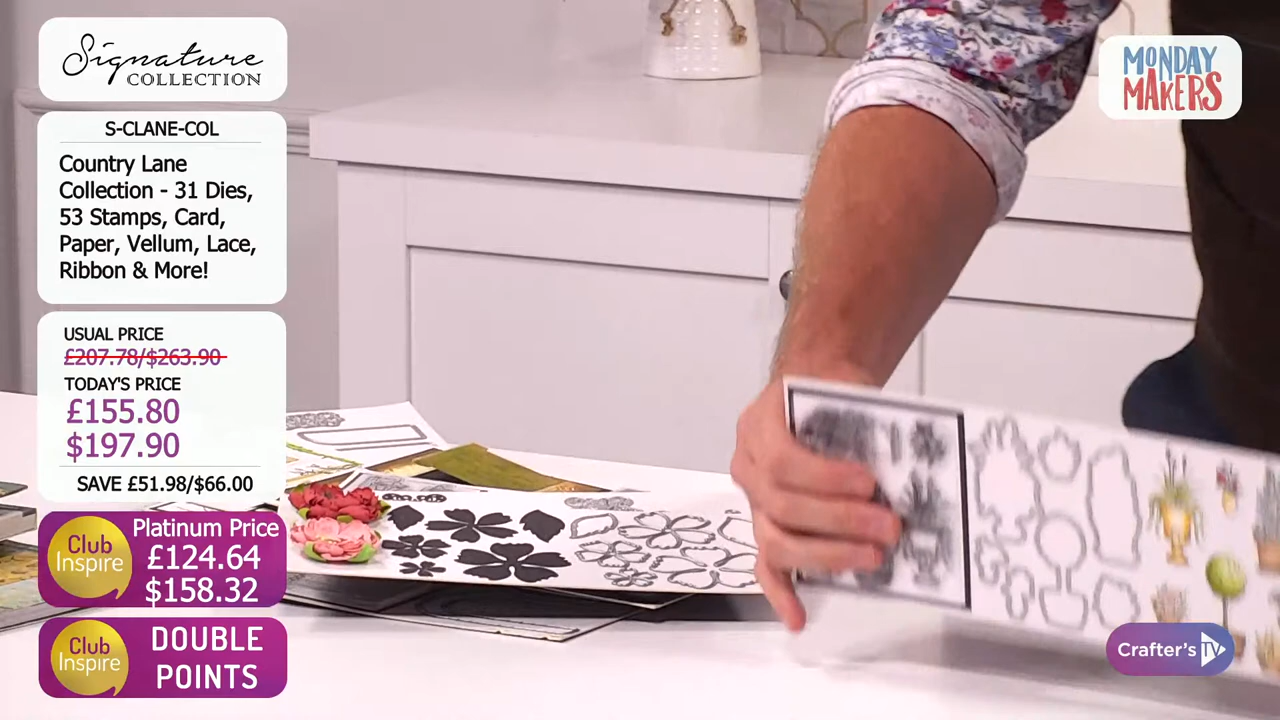 Signature
COLLECTION
S-CLANE-COL
Country Lane
Collection - 31 Dies,
53 Stamps, Card,
Paper, Vellum, Lace,
Ribbon & More!
USUAL PRICE
£207.78/$263.90
TODAY'S PRICE
£155.80
$197.90
SAVE £51.98/$66.00
Club
Inspire
Platinum Price
£124.64
$158.32
Club
Inspire
DOUBLE
POINTS
MONDAY
MAKERS
Crafter's TV